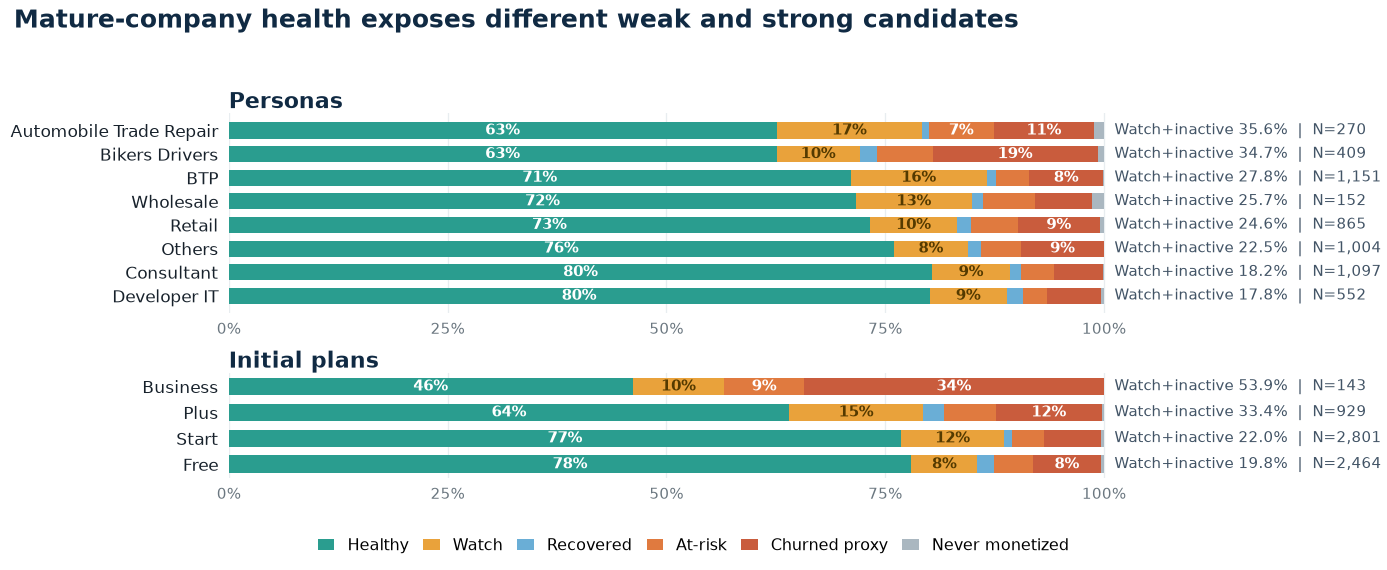 Mature-company health exposes different weak and strong candidates
Personas
Automobile Trade Repair 63% 17% 7% 11% Watch+inactive 35.6% | N=270
Bikers Drivers 63% 10% 19% Watch+inactive 34.7% | N=409
BTP 71% 16% 8% Watch+inactive 27.8% | N=1,151
Wholesale 72% 13% Watch+inactive 25.7% | N=152
Retail 73% 10% 9% Watch+inactive 24.6% | N=865
Others 76% 8% 9% Watch+inactive 22.5% | N=1,004
Consultant 80% 9% Watch+inactive 18.2% | N=1,097
Developer IT 80% 9% Watch+inactive 17.8% | N=552
0% 25% 50% 75% 100%
Initial plans
Business 46% 10% 9% 34% Watch+inactive 53.9% | N=143
Plus 64% 15% 12% Watch+inactive 33.4% | N=929
Start 77% 12% Watch+inactive 22.0% | N=2,801
Free 78% 8% 8% Watch+inactive 19.8% | N=2,464
0% 25% 50% 75% 100%
Healthy Watch Recovered At-risk Churned proxy Never monetized